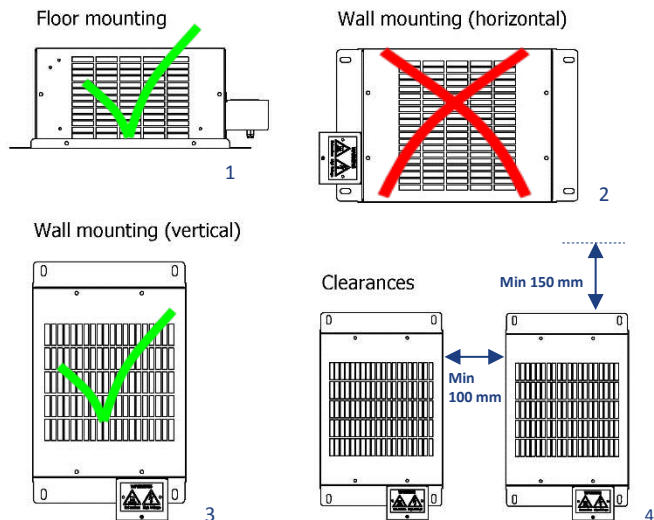 Floor mounting
1
Wall mounting (horizontal)
2
Wall mounting (vertical)
3
Clearances
Min 150 mm
Min
100 mm
4